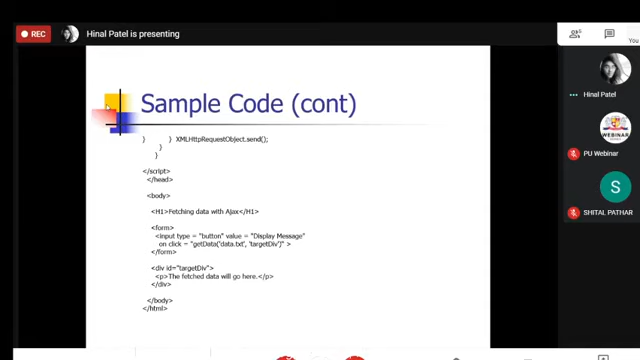 REC
Hinal Patel is presenting
You
Sample Code (cont)
} } XMLHttpRequestObject.send();
}
}
</script>
</head>
<body>
<H1>Fetching data with Ajax</H1>
<form>
<input type = "button" value = "Display Message"
on click = "getData('data.txt', 'targetDiv')" >
</form>
<div id="targetDiv">
<p>The fetched data will go here.</p>
</div>
</body>
</html>
Hinal Patel
PU Webinar
S
SHITAL PATHAR